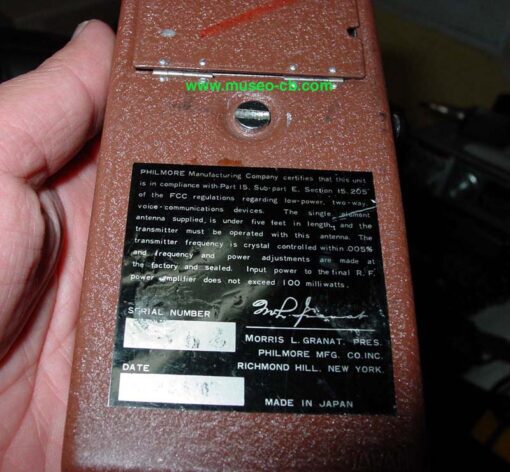 www.museo-cb.com
PHILMORE Manufacturing Company certifies that this unit
is in compliance with Part 15, Sub-part E, Section 15.205
of the FCC regulations regarding low-power, two-way,
voice-communications devices. The single element
antenna supplied, is under five feet in length, and the
transmitter must be operated with this antenna. The
transmitter frequency is crystal controlled within .005%
and frequency and power adjustments are made at
the factory and sealed. Input power to the final R.F.
power amplifier does not exceed 100 milliwatts.
SERIAL NUMBER
MORRIS L. GRANAT, PRES.
PHILMORE MFG. CO. INC.
RICHMOND HILL, NEW YORK.
DATE
MADE IN JAPAN